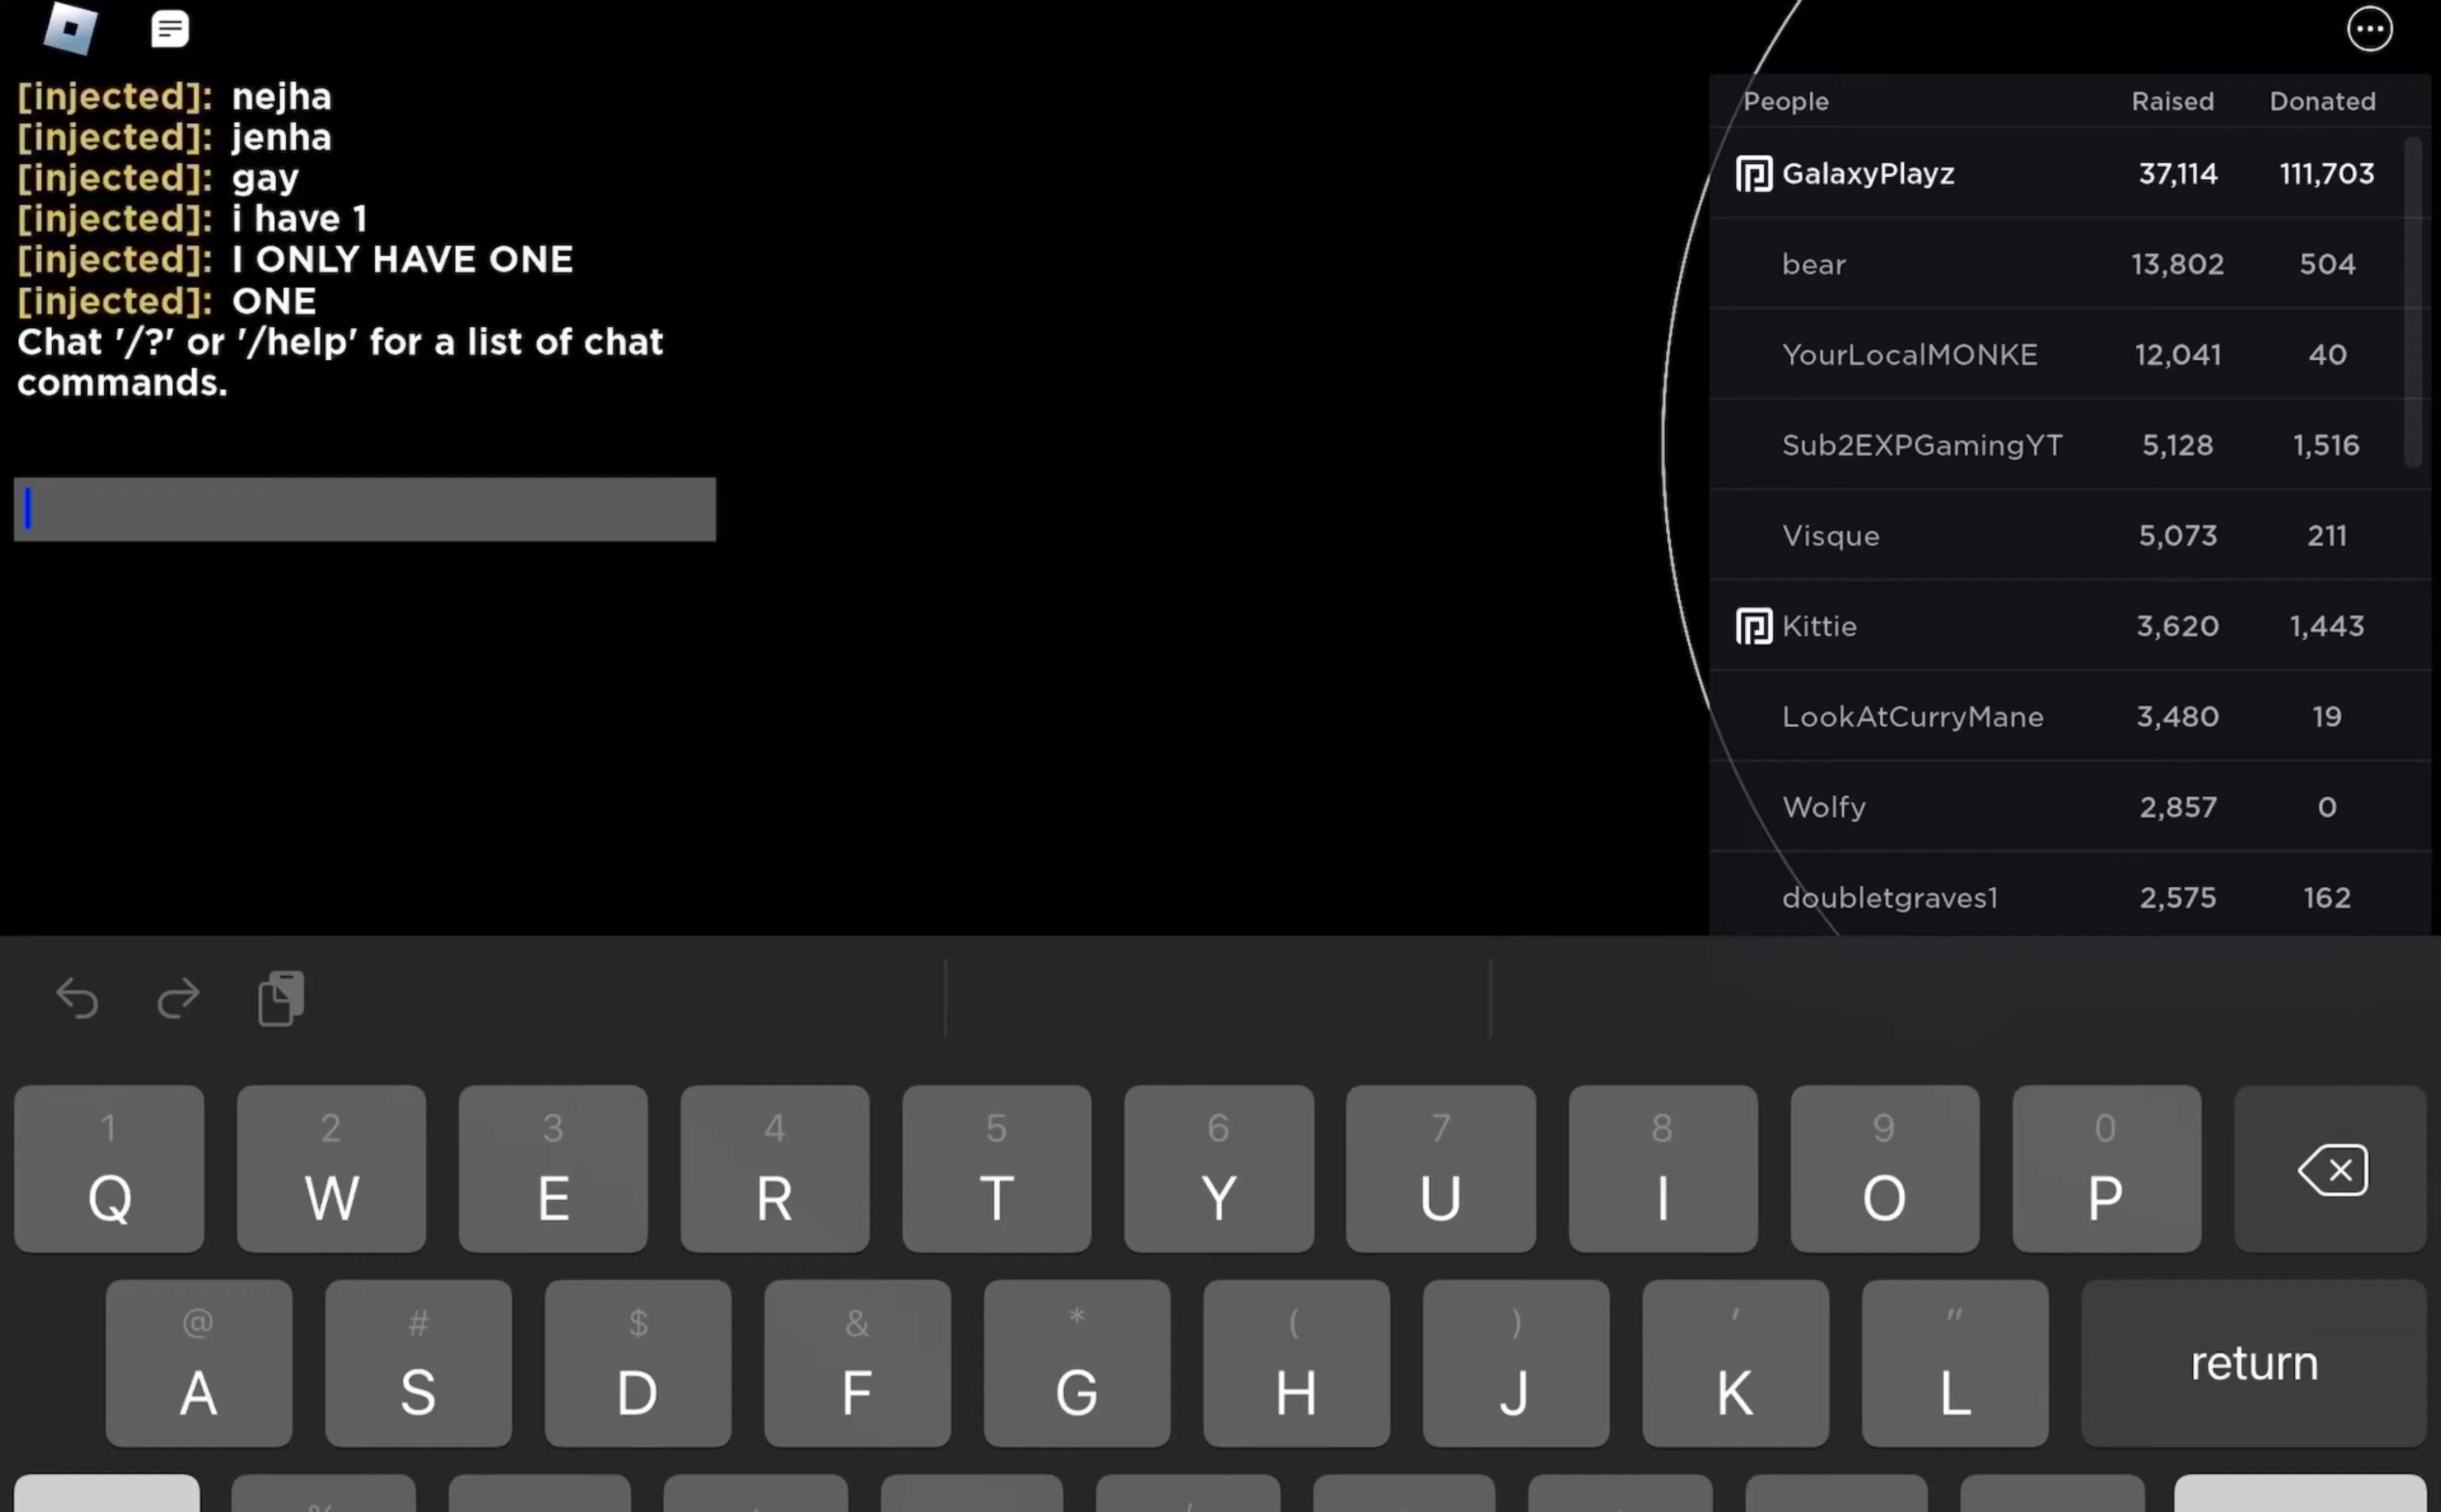 [injected]: nejha
[injected]: jenha
[injected]: gay
[injected]: i have 1
[injected]: I ONLY HAVE ONE
[injected]: ONE
Chat '/?' or '/help' for a list of chat
commands.
People Raised Donated
GalaxyPlayz 37,114 111,703
bear 13,802 504
YourLocalMONKE 12,041 40
Sub2EXPGamingYT 5,128 1,516
Visque 5,073 211
Kittie 3,620 1,443
LookAtCurryMane 3,480 19
Wolfy 2,857 0
doubletgraves1 2,575 162
1 2 3 4 5 6 7 8 9 0
Q W E R T Y U I O P
@ # $ & * ( ) ' "
A S D F G H J K L return